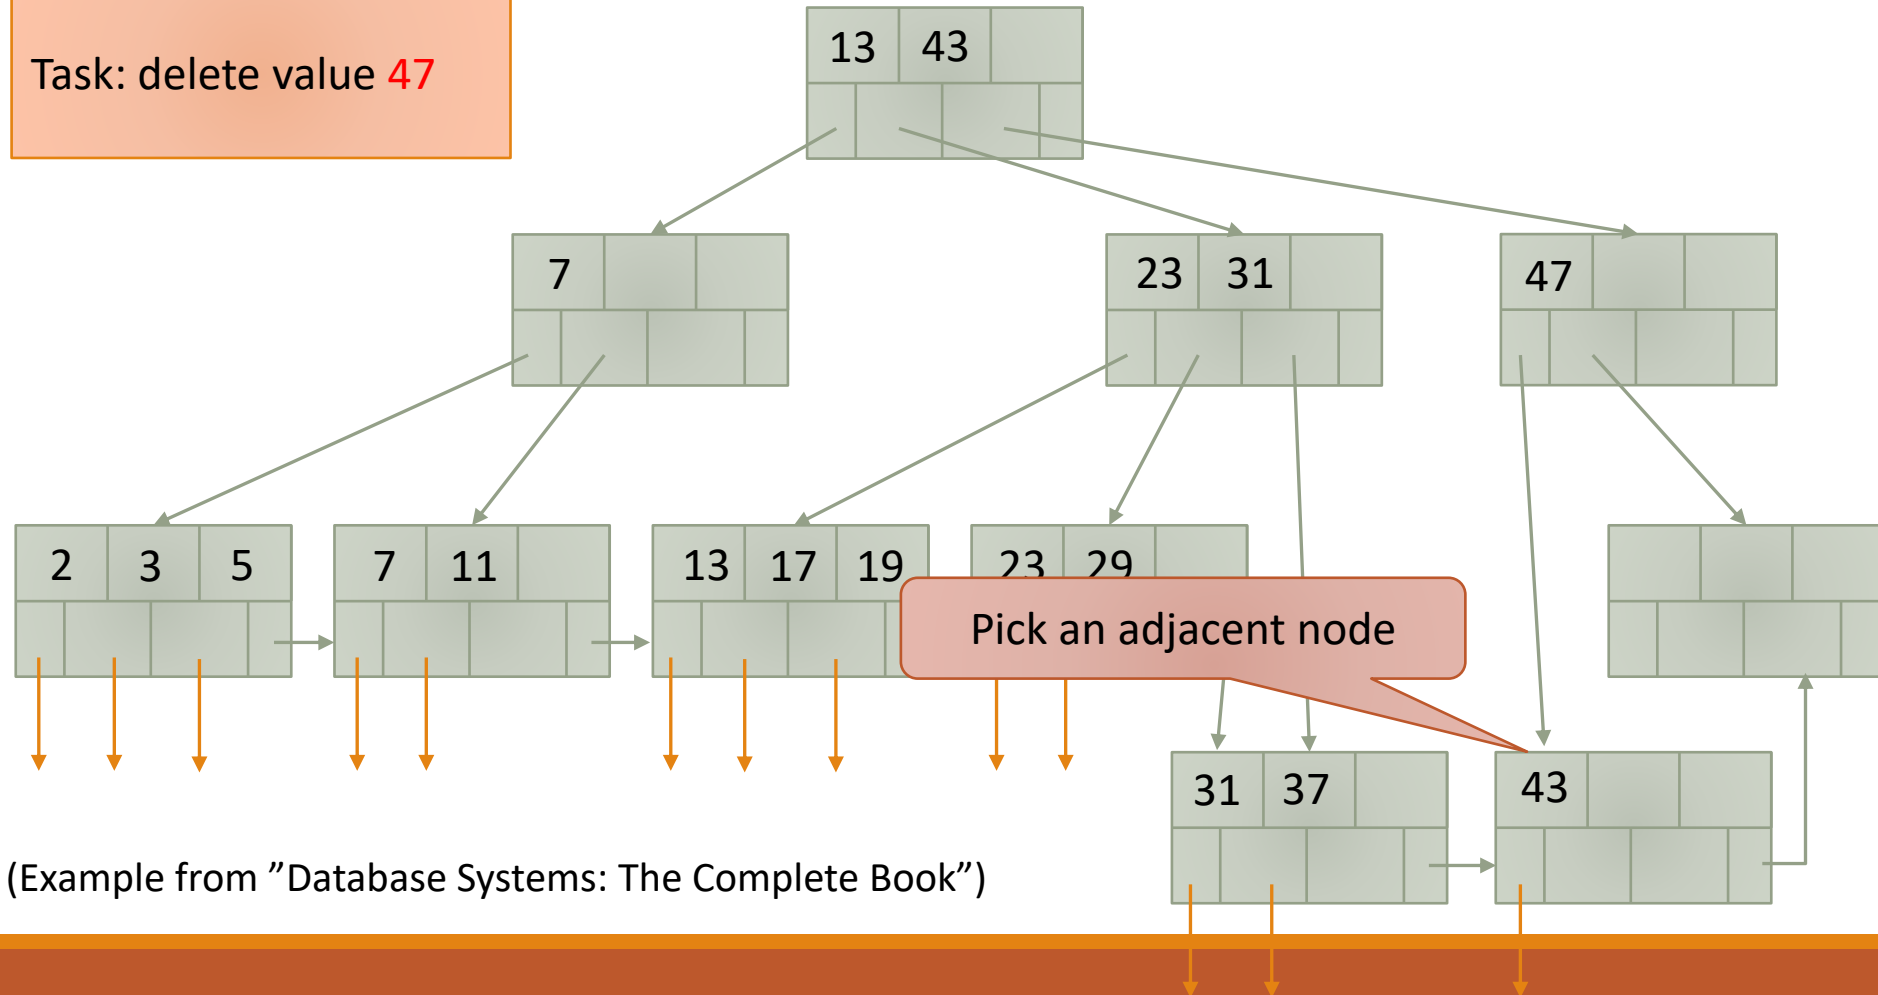 Task: delete value 47
13 43
7
23 31
47
2 3 5
7 11
13 17 19
23 29
Pick an adjacent node
31 37
43
(Example from ”Database Systems: The Complete Book”)